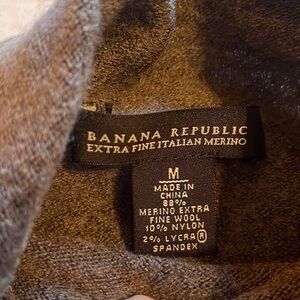 BANANA REPUBLIC
EXTRA FINE ITALIAN MERINO
M
MADE IN
CHINA
88%
MERINO EXTRA
FINE WOOL
10% NYLON
2% LYCRA®
SPANDEX